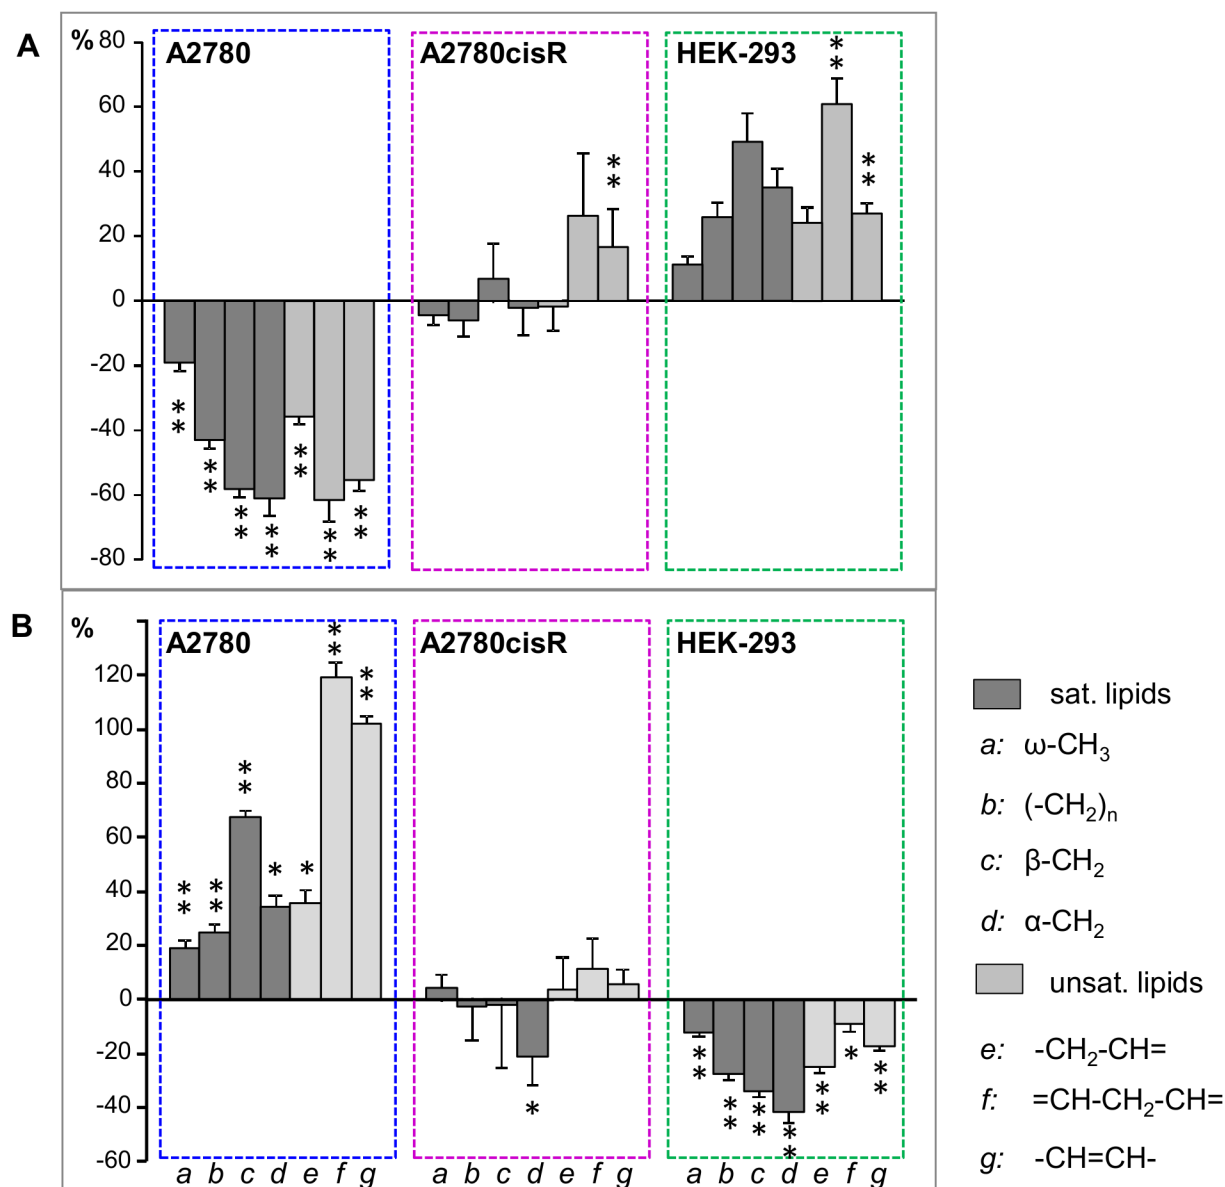 A
% 80
A2780
A2780cisR
HEK-293
60
40
20
0
-20
-40
-60
-80
* *
* *
* *
* *
* *
* *
* *
* *
* *
* *
B
%
A2780
A2780cisR
HEK-293
120
100
80
60
40
20
0
-20
-40
-60
* *
* *
* *
*
*
* *
* *
*
* *
* *
* *
* *
* *
*
* *
a b c d e f g
a b c d e f g
a b c d e f g
sat. lipids
a: ω-CH₃
b: (-CH₂)ₙ
c: β-CH₂
d: α-CH₂
unsat. lipids
e: -CH₂-CH=
f: =CH-CH₂-CH=
g: -CH=CH-